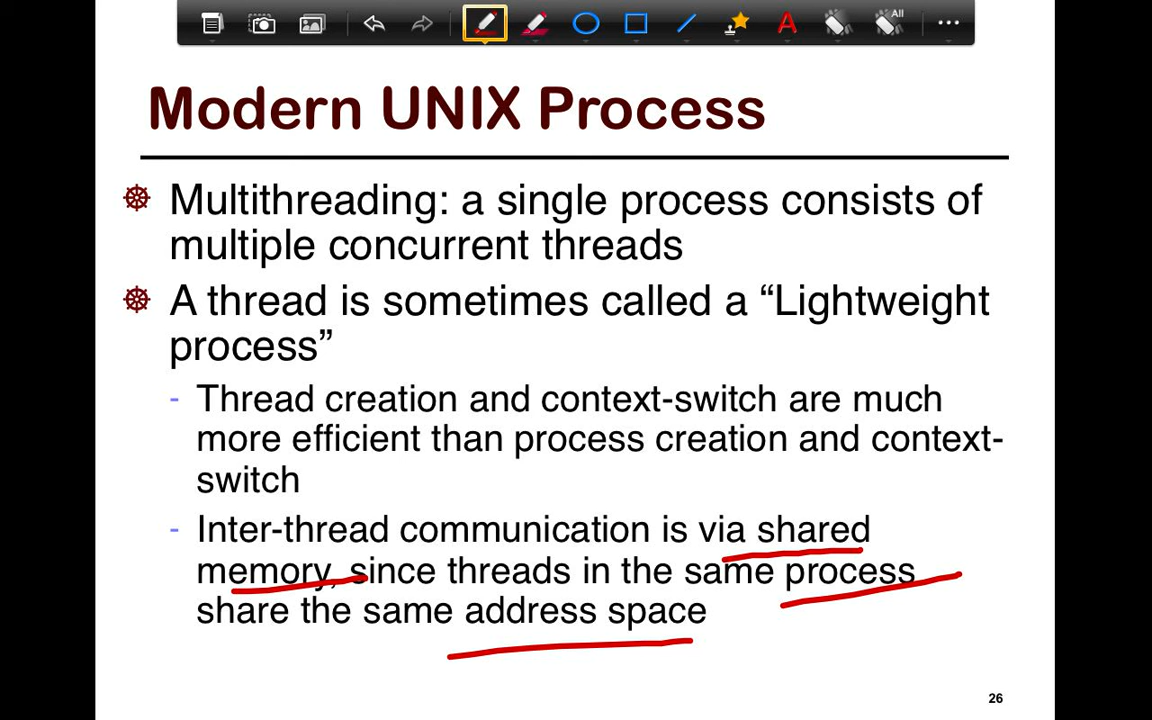 All
A
Modern UNIX Process
Multithreading: a single process consists of
multiple concurrent threads
A thread is sometimes called a “Lightweight
process”
- Thread creation and context-switch are much
more efficient than process creation and context-
switch
- Inter-thread communication is via shared
memory, since threads in the same process
share the same address space
26